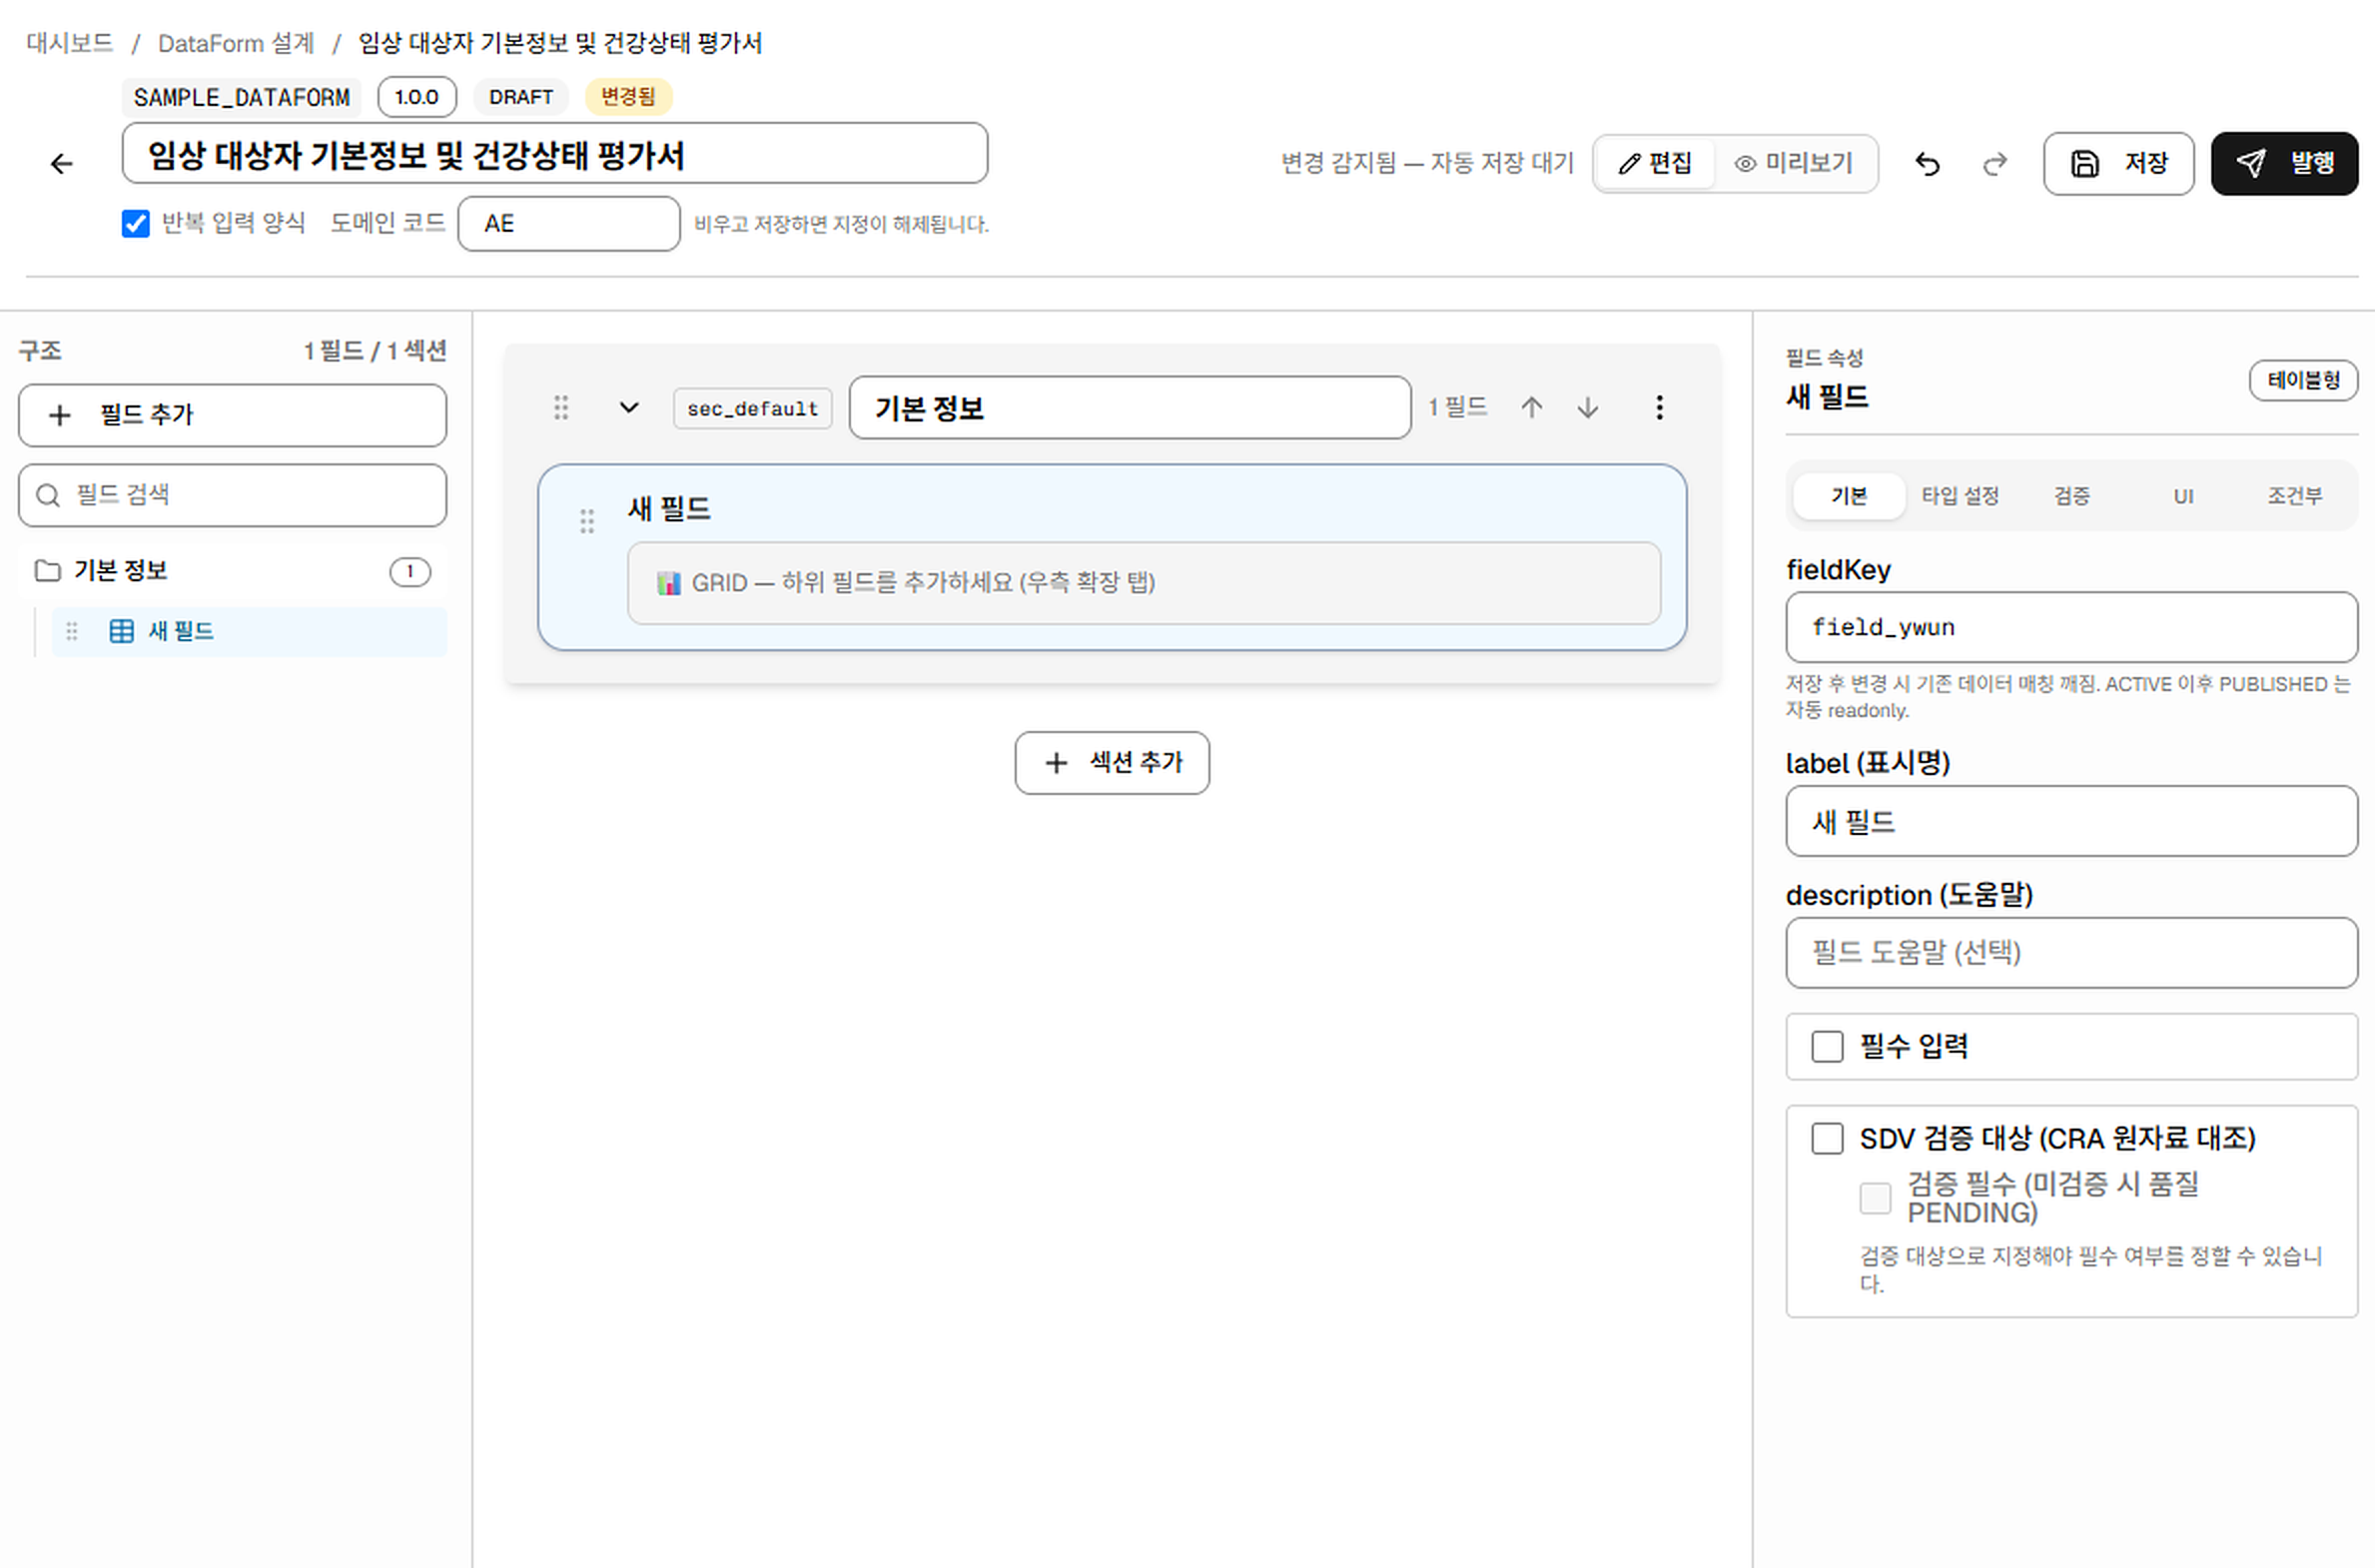 대시보드 / DataForm 설계 / 임상 대상자 기본정보 및 건강상태 평가서
SAMPLE_DATAFORM 1.0.0 DRAFT 변경됨
임상 대상자 기본정보 및 건강상태 평가서
변경 감지됨 — 자동 저장 대기 편집 미리보기 저장 발행
반복 입력 양식 도메인 코드 AE 비우고 저장하면 지정이 해제됩니다.
구조 1 필드 / 1 섹션
필드 추가
필드 검색
기본 정보 1
새 필드
sec_default 기본 정보 1 필드
새 필드
GRID — 하위 필드를 추가하세요 (우측 확장 탭)
섹션 추가
필드 속성
새 필드
테이블형
기본 타입 설정 검증 UI 조건부
fieldKey
field_ywun
저장 후 변경 시 기존 데이터 매칭 깨짐. ACTIVE 이후 PUBLISHED 는
자동 readonly.
label (표시명)
새 필드
description (도움말)
필드 도움말 (선택)
필수 입력
SDV 검증 대상 (CRA 원자료 대조)
검증 필수 (미검증 시 품질
PENDING)
검증 대상으로 지정해야 필수 여부를 정할 수 있습니
다.